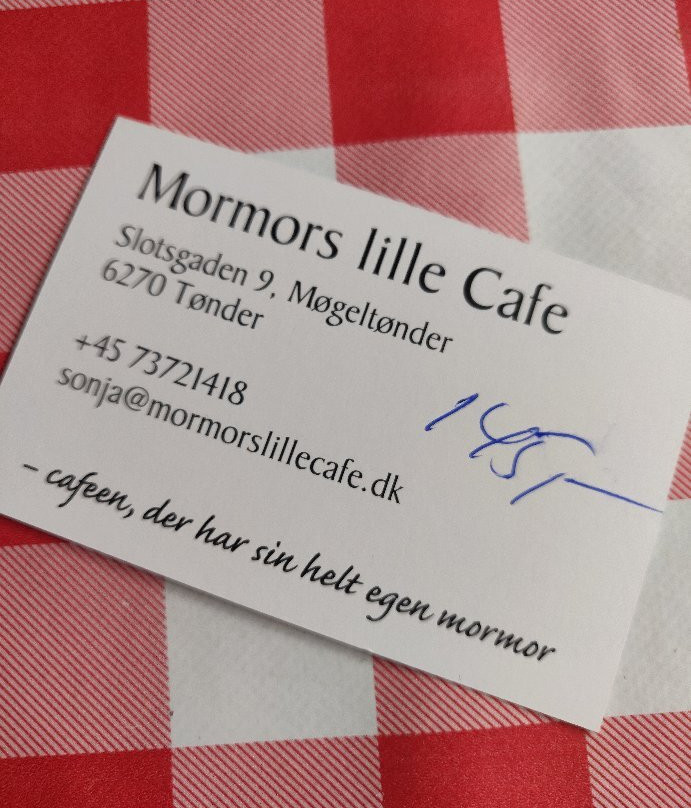 Mormors lille Cafe
Slotsgaden 9, Møgeltønder
6270 Tønder
+45 73721418
sonja@mormorslillecafe.dk
145,-
- cafeen, der har sin helt egen mormor